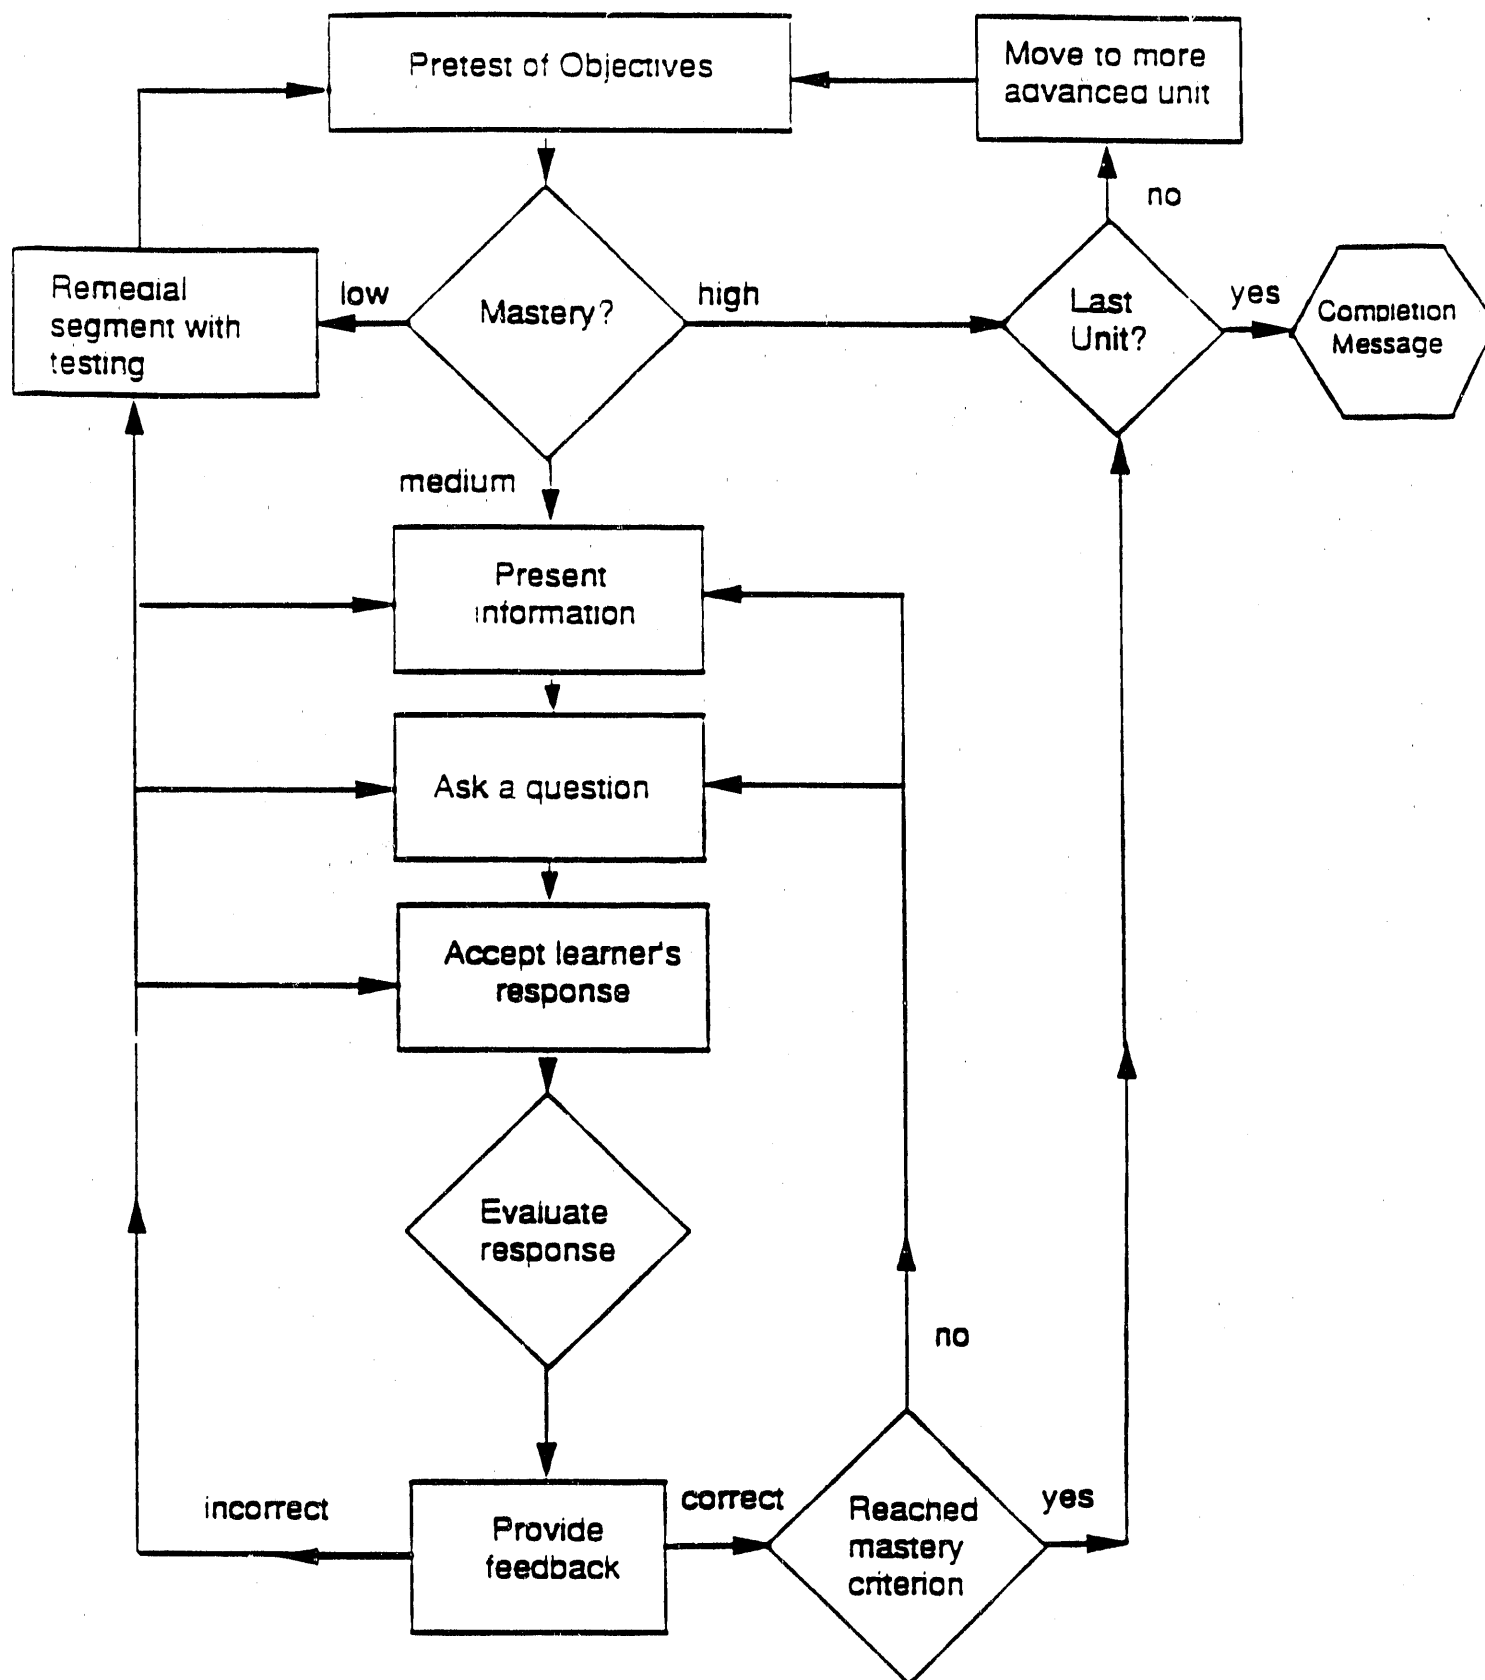 Pretest of Objectives
Move to more
advanced unit
no
Remedial
segment with
testing
low
Mastery?
high
Last
Unit?
yes
Completion
Message
medium
Present
information
Ask a question
Accept learner's
response
Evaluate
response
no
incorrect
Provide
feedback
correct
Reached
mastery
criterion
yes